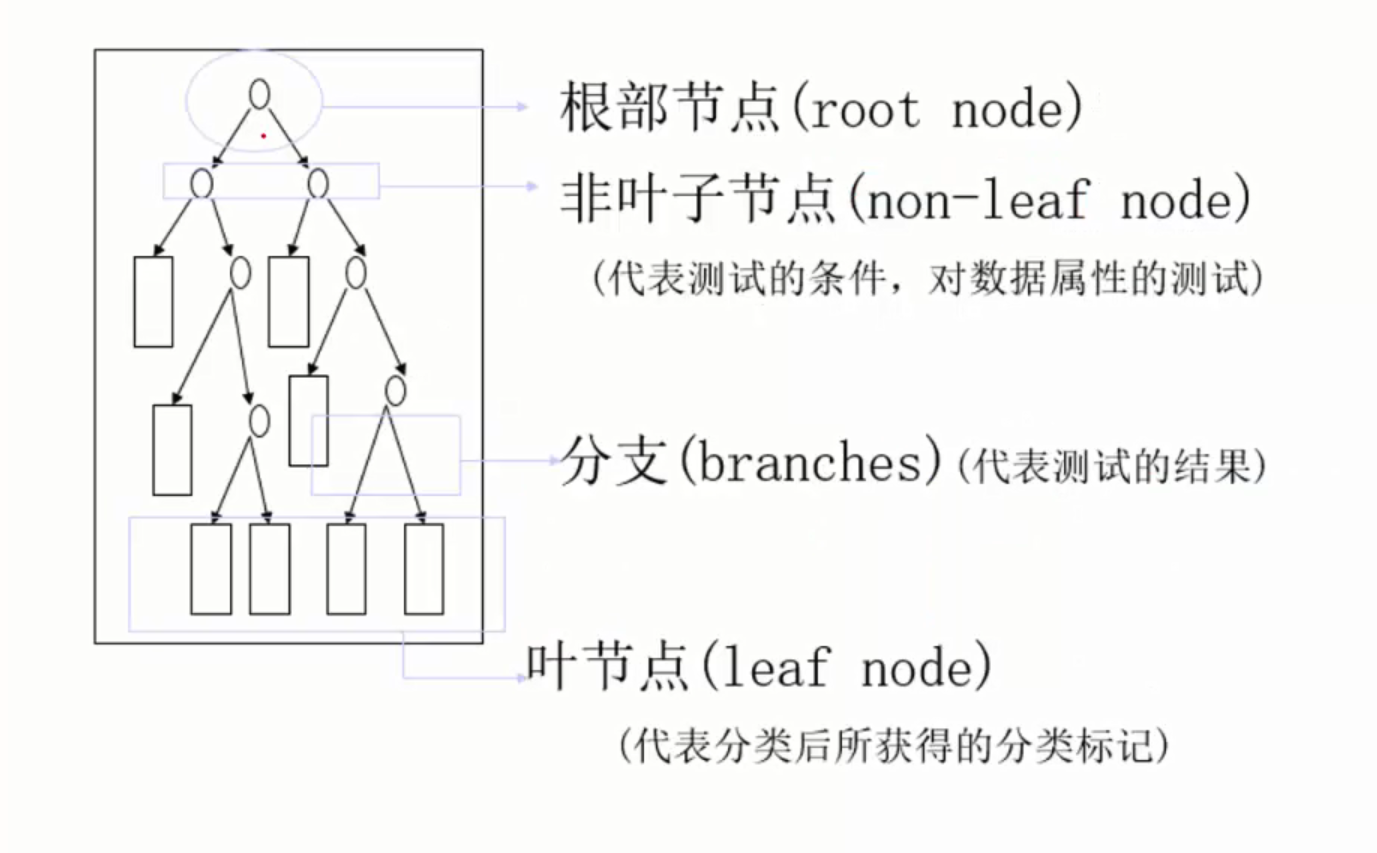 根部节点(root node)
非叶子节点(non-leaf node)
(代表测试的条件，对数据属性的测试)
分支(branches)(代表测试的结果)
叶节点(leaf node)
(代表分类后所获得的分类标记)